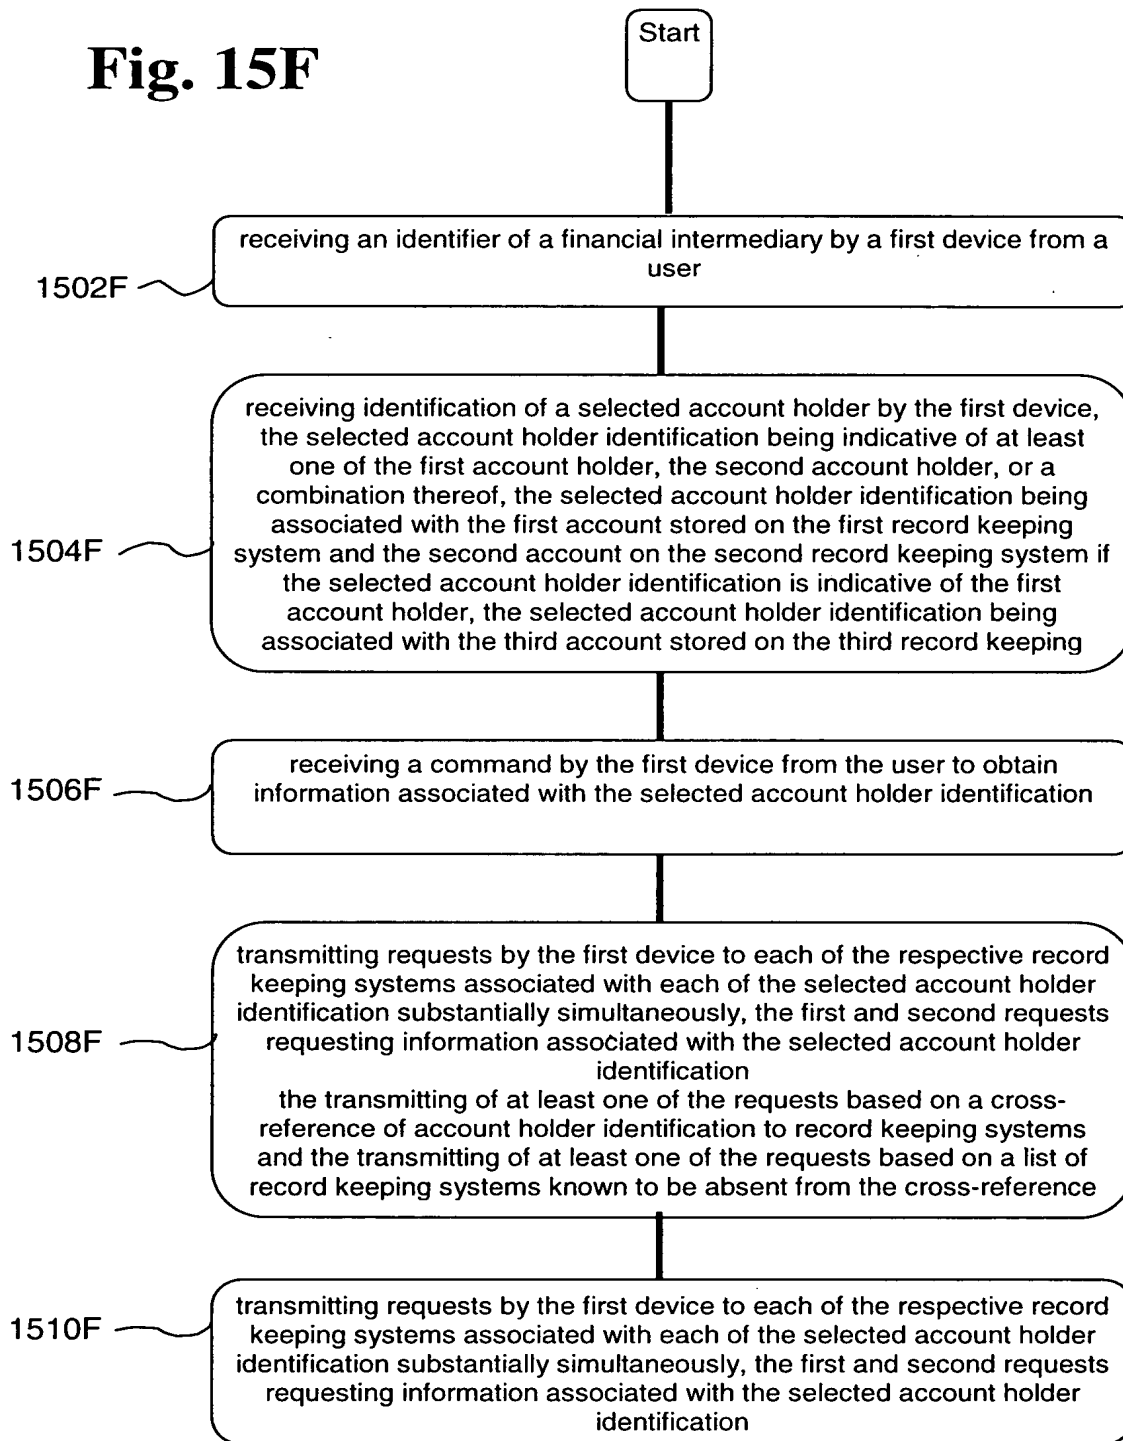 Fig. 15F
Start
receiving an identifier of a financial intermediary by a first device from a
user
1502F
receiving identification of a selected account holder by the first device,
the selected account holder identification being indicative of at least
one of the first account holder, the second account holder, or a
combination thereof, the selected account holder identification being
associated with the first account stored on the first record keeping
system and the second account on the second record keeping system if
the selected account holder identification is indicative of the first
account holder, the selected account holder identification being
associated with the third account stored on the third record keeping
1504F
receiving a command by the first device from the user to obtain
information associated with the selected account holder identification
1506F
transmitting requests by the first device to each of the respective record
keeping systems associated with each of the selected account holder
identification substantially simultaneously, the first and second requests
requesting information associated with the selected account holder
identification
the transmitting of at least one of the requests based on a cross-
reference of account holder identification to record keeping systems
and the transmitting of at least one of the requests based on a list of
record keeping systems known to be absent from the cross-reference
1508F
transmitting requests by the first device to each of the respective record
keeping systems associated with each of the selected account holder
identification substantially simultaneously, the first and second requests
requesting information associated with the selected account holder
identification
1510F